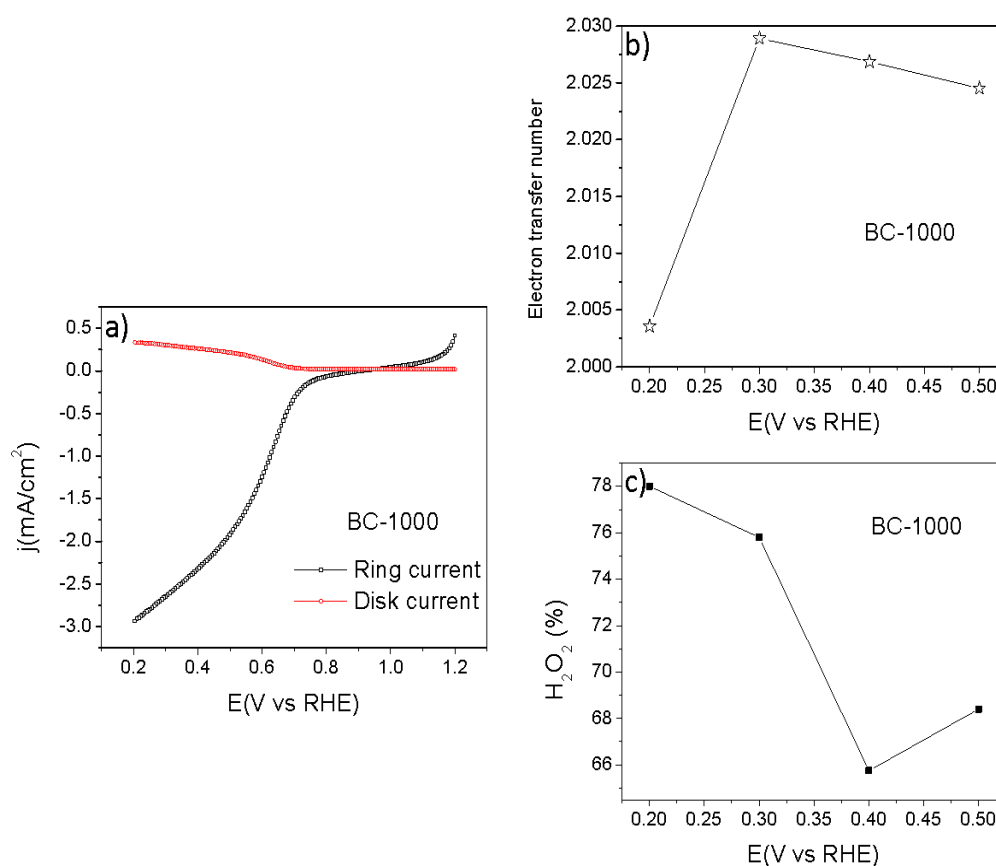 a)
0.5
0.0
-0.5
-1.0
-1.5
-2.0
-2.5
-3.0
j(mA/cm²)
BC-1000
Ring current
Disk current
0.2 0.4 0.6 0.8 1.0 1.2
E(V vs RHE)
b)
2.030
2.025
2.020
2.015
2.010
2.005
2.000
Electron transfer number
BC-1000
0.20 0.25 0.30 0.35 0.40 0.45 0.50
E(V vs RHE)
c)
78
76
74
72
70
68
66
H₂O₂ (%)
BC-1000
0.20 0.25 0.30 0.35 0.40 0.45 0.50
E(V vs RHE)